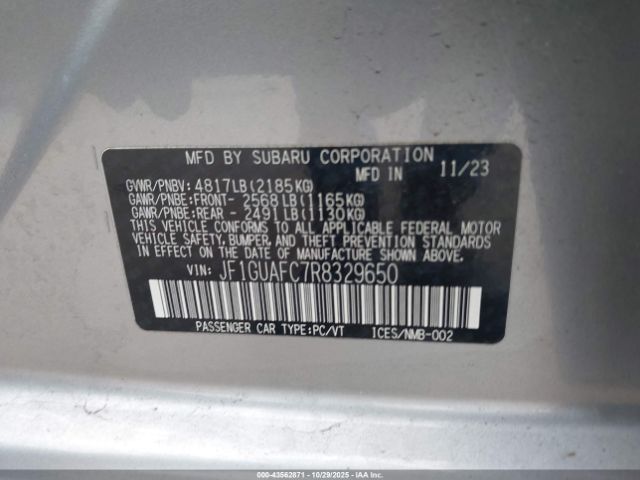 MFD BY SUBARU CORPORATION
MFD IN 11/23
GVWR/PNBV: 4817LB(2185KG)
GAWR/PNBE:FRONT- 2568LB(1165KG)
GAWR/PNBE:REAR - 2491LB(1130KG)
THIS VEHICLE CONFORMS TO ALL APPLICABLE FEDERAL MOTOR
VEHICLE SAFETY, BUMPER, AND THEFT PREVENTION STANDARDS
IN EFFECT ON THE DATE OF MANUFACTURE SHOWN ABOVE.
VIN: JF1GUAFC7R8329650
PASSENGER CAR TYPE:PC/VT ICES/NMB-002
000-43562871 - 10/29/2025 - IAAI.COM